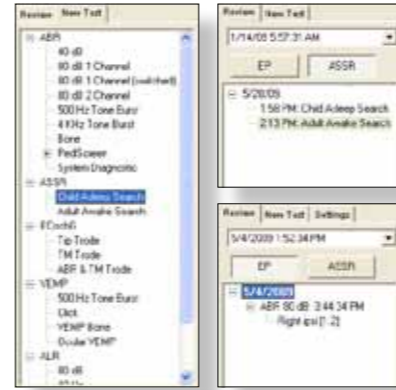 Review New Test
ABR
40 dB
80 dB 1 Channel
80 dB 1 Channel (switched)
80 dB 2 Channel
500 Hz Tone Burst
4 KHz Tone Burst
Bone
PedScreen
System Diagnostic
ASSR
Child Asleep Search
Adult Awake Search
ECochG
Tip Trode
TM Trode
ABR & TM Trode
VEMP
500 Hz Tone Burst
Click
VEMP Bone
Ocular VEMP
ALR
80 dB
Review New Test
5:57:31 AM
EP ASSR
5/28/09
1:58 PM: Child Asleep Search
2:13 PM: Adult Awake Search
Review New Test Settings
5/4/2009 1:52:34 PM
EP ASSR
5/4/2009
ABR 80 dB 3:44:34 PM
Right ipsi [1, 2]